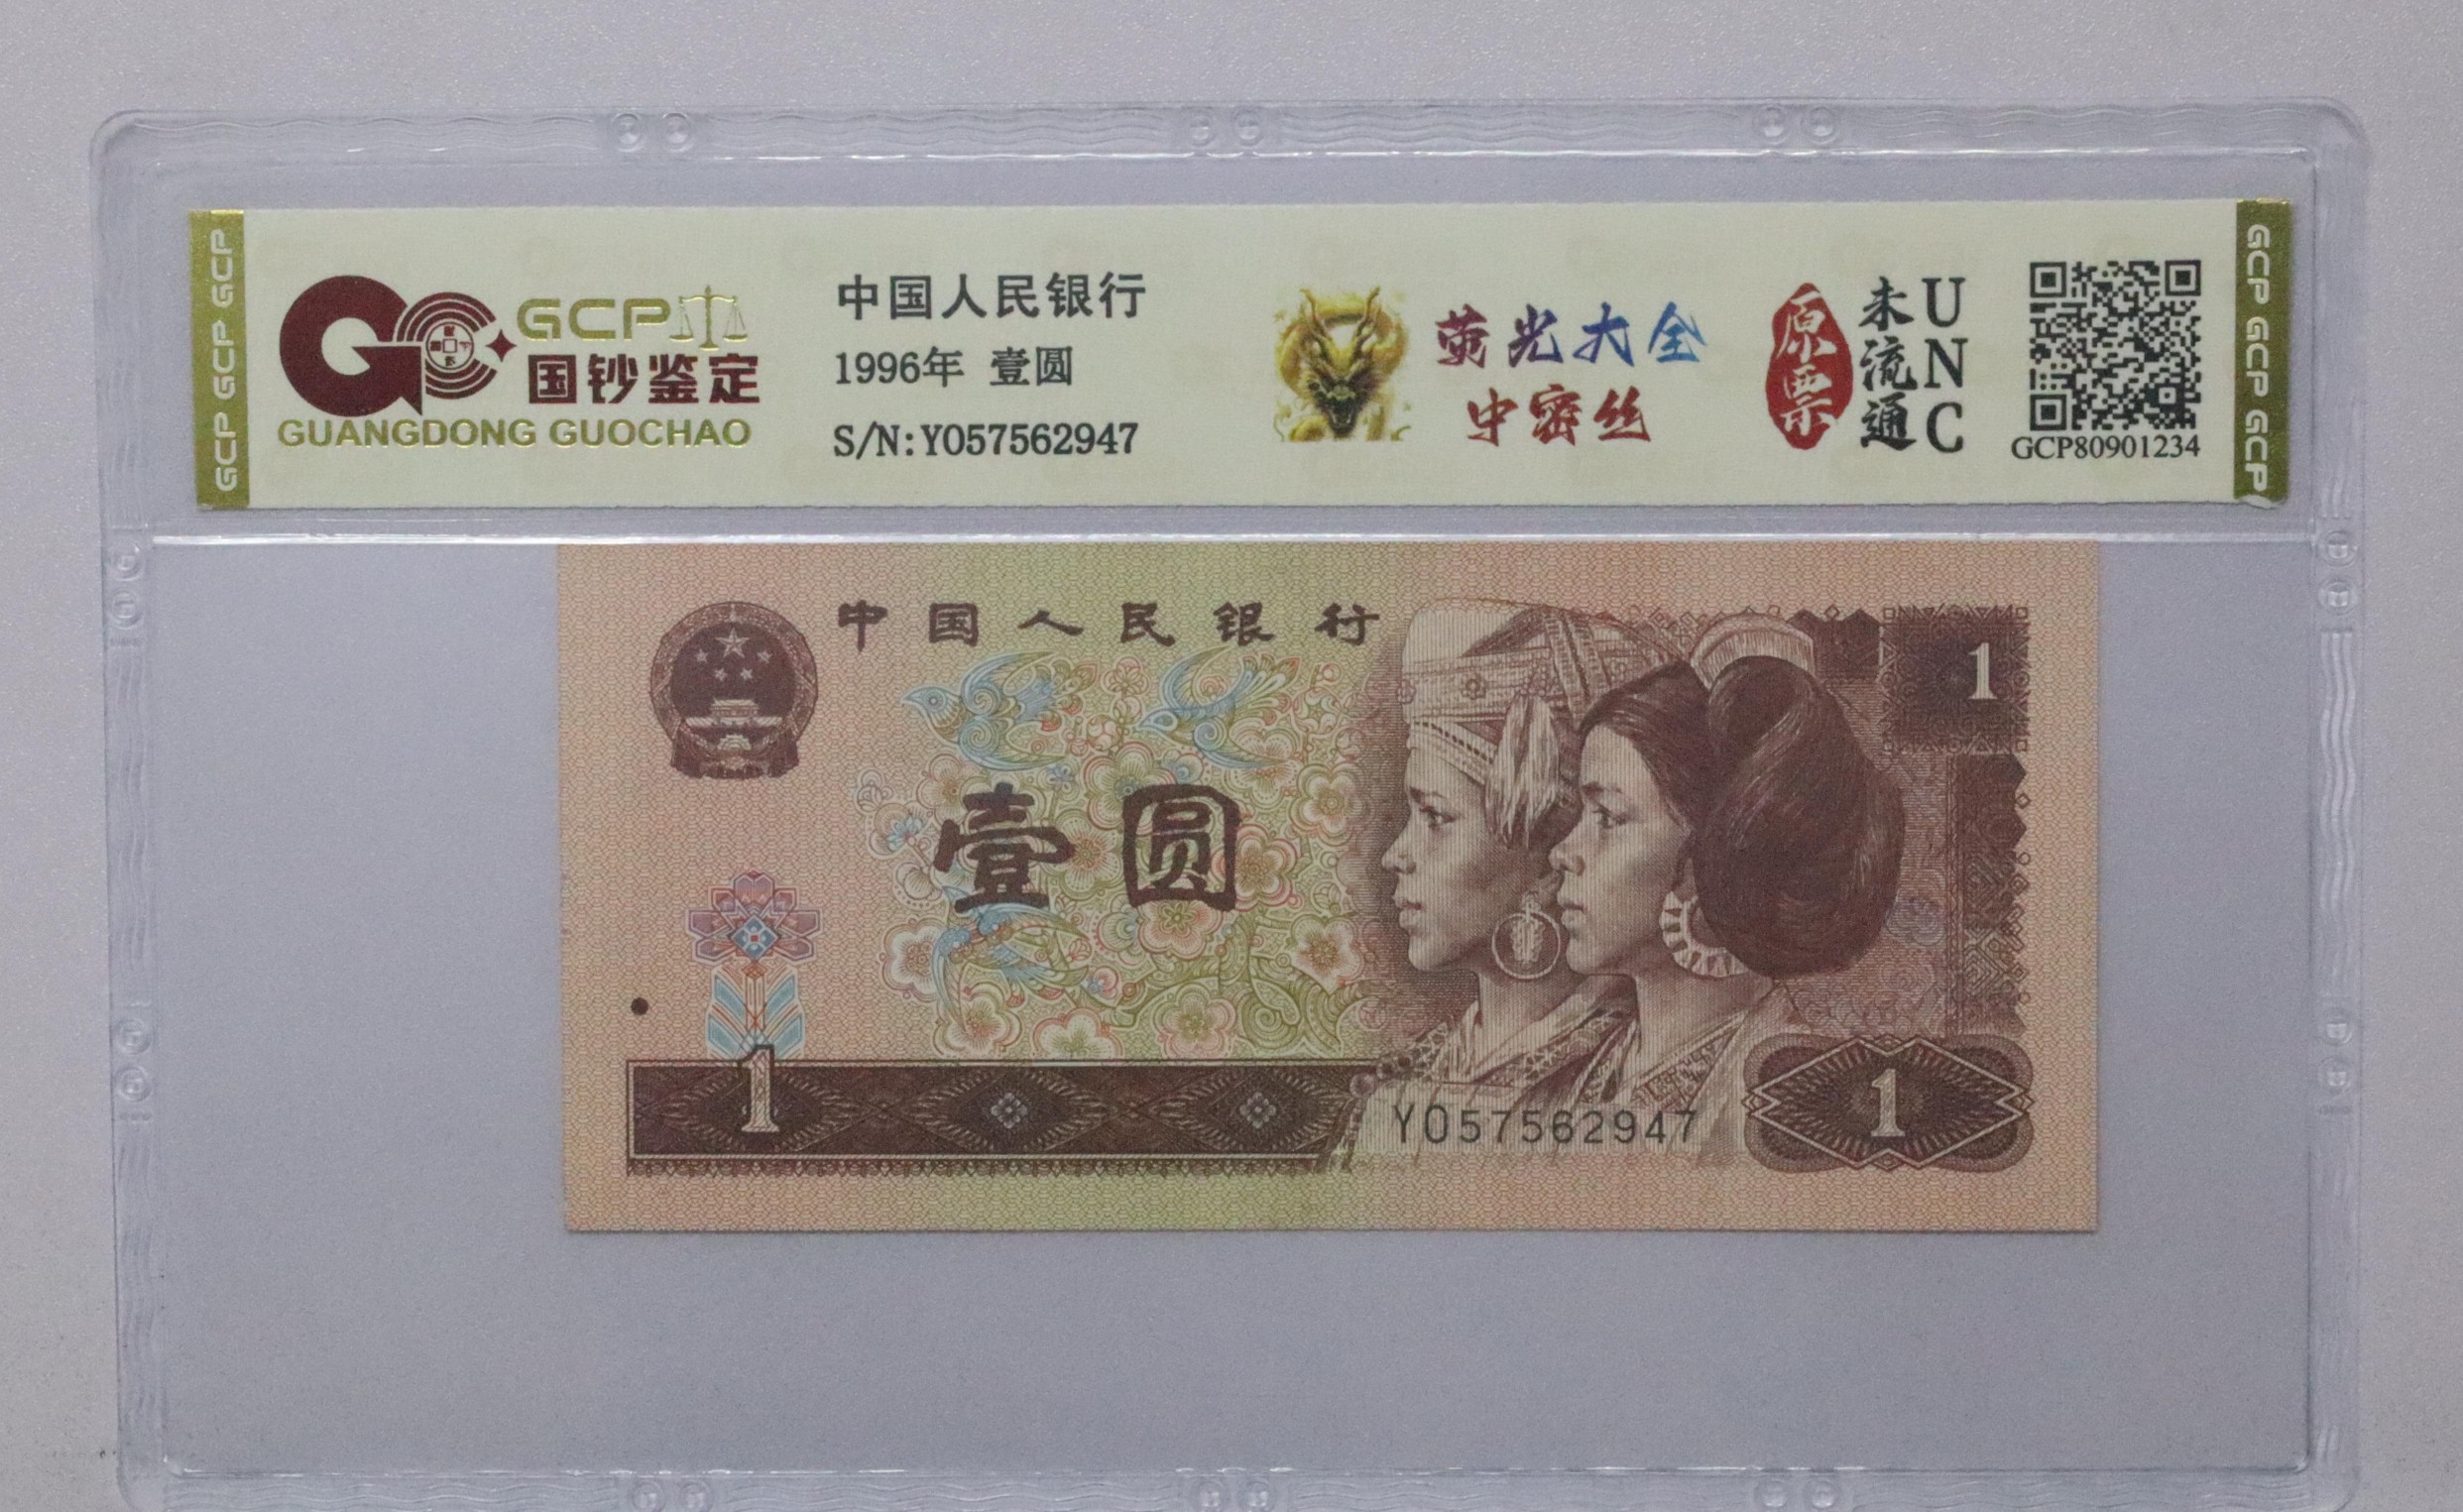 GCP GCP GCP
GCP
国钞鉴定
GUANGDONG GUOCHAO
中国人民银行
1996年 壹圆
S/N:YO57562947
荧光大全
中密丝
原票
未流通
UNC
GCP80901234
GCP GCP GCP
中国人民银行
1
壹圆
1
YO57562947
1